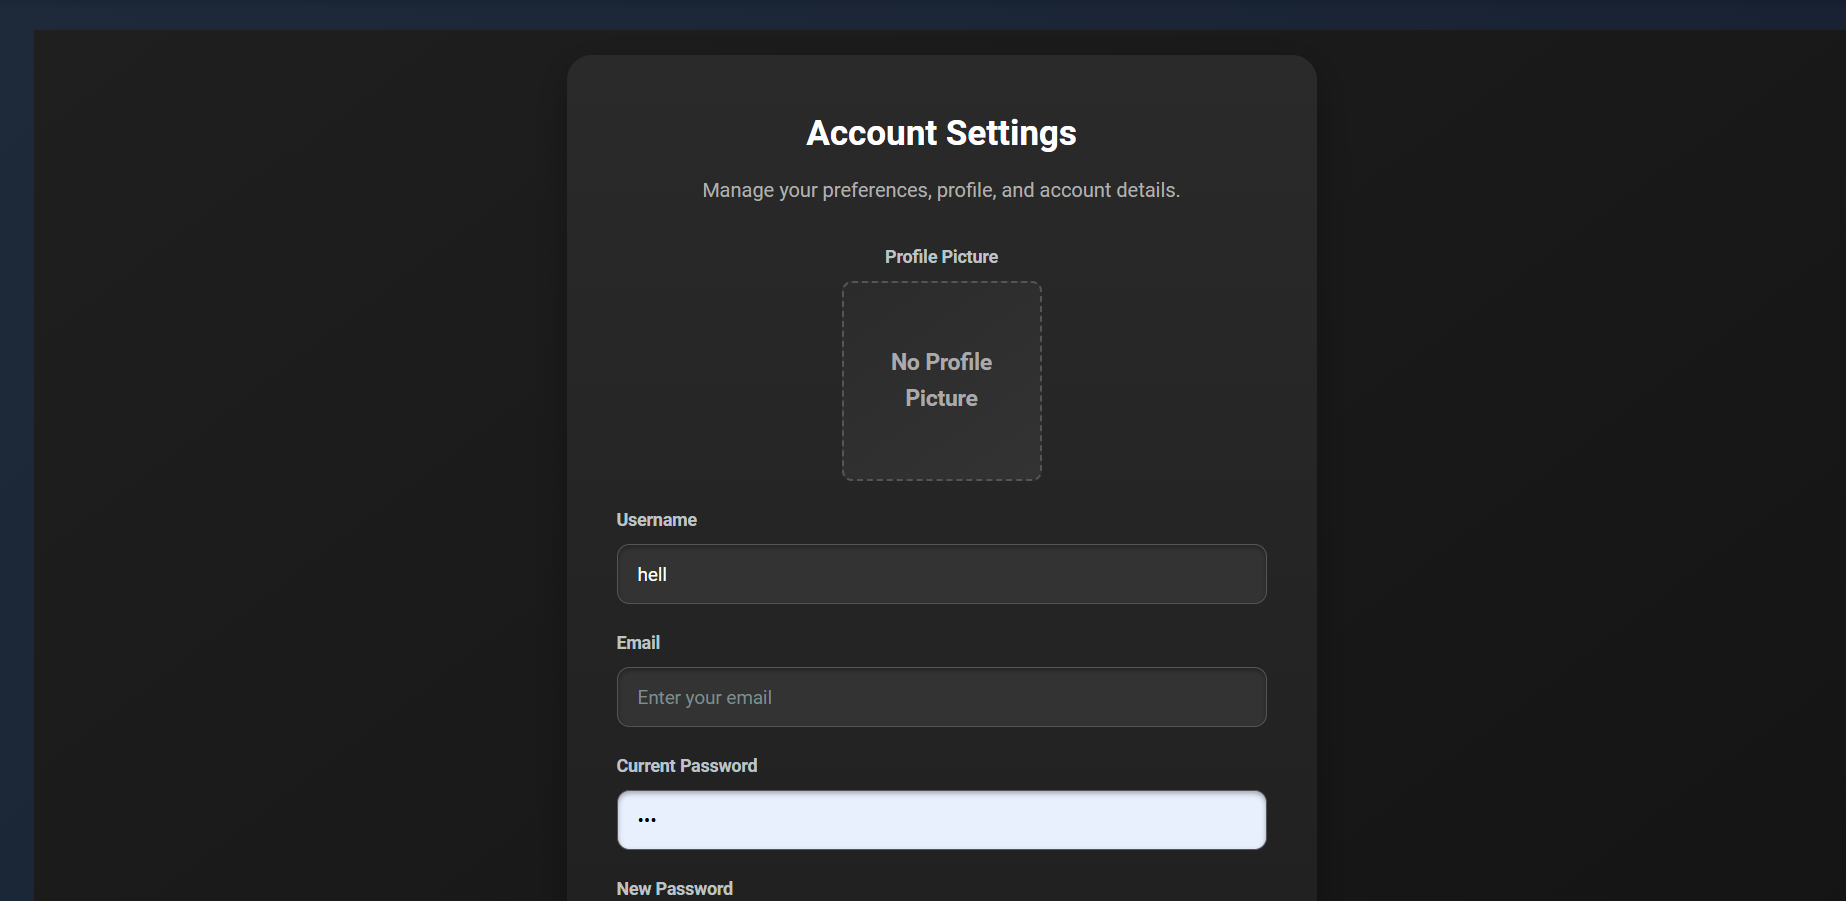 Account Settings
Manage your preferences, profile, and account details.
Profile Picture
No Profile
Picture
Username
hell
Email
Enter your email
Current Password
•••
New Password